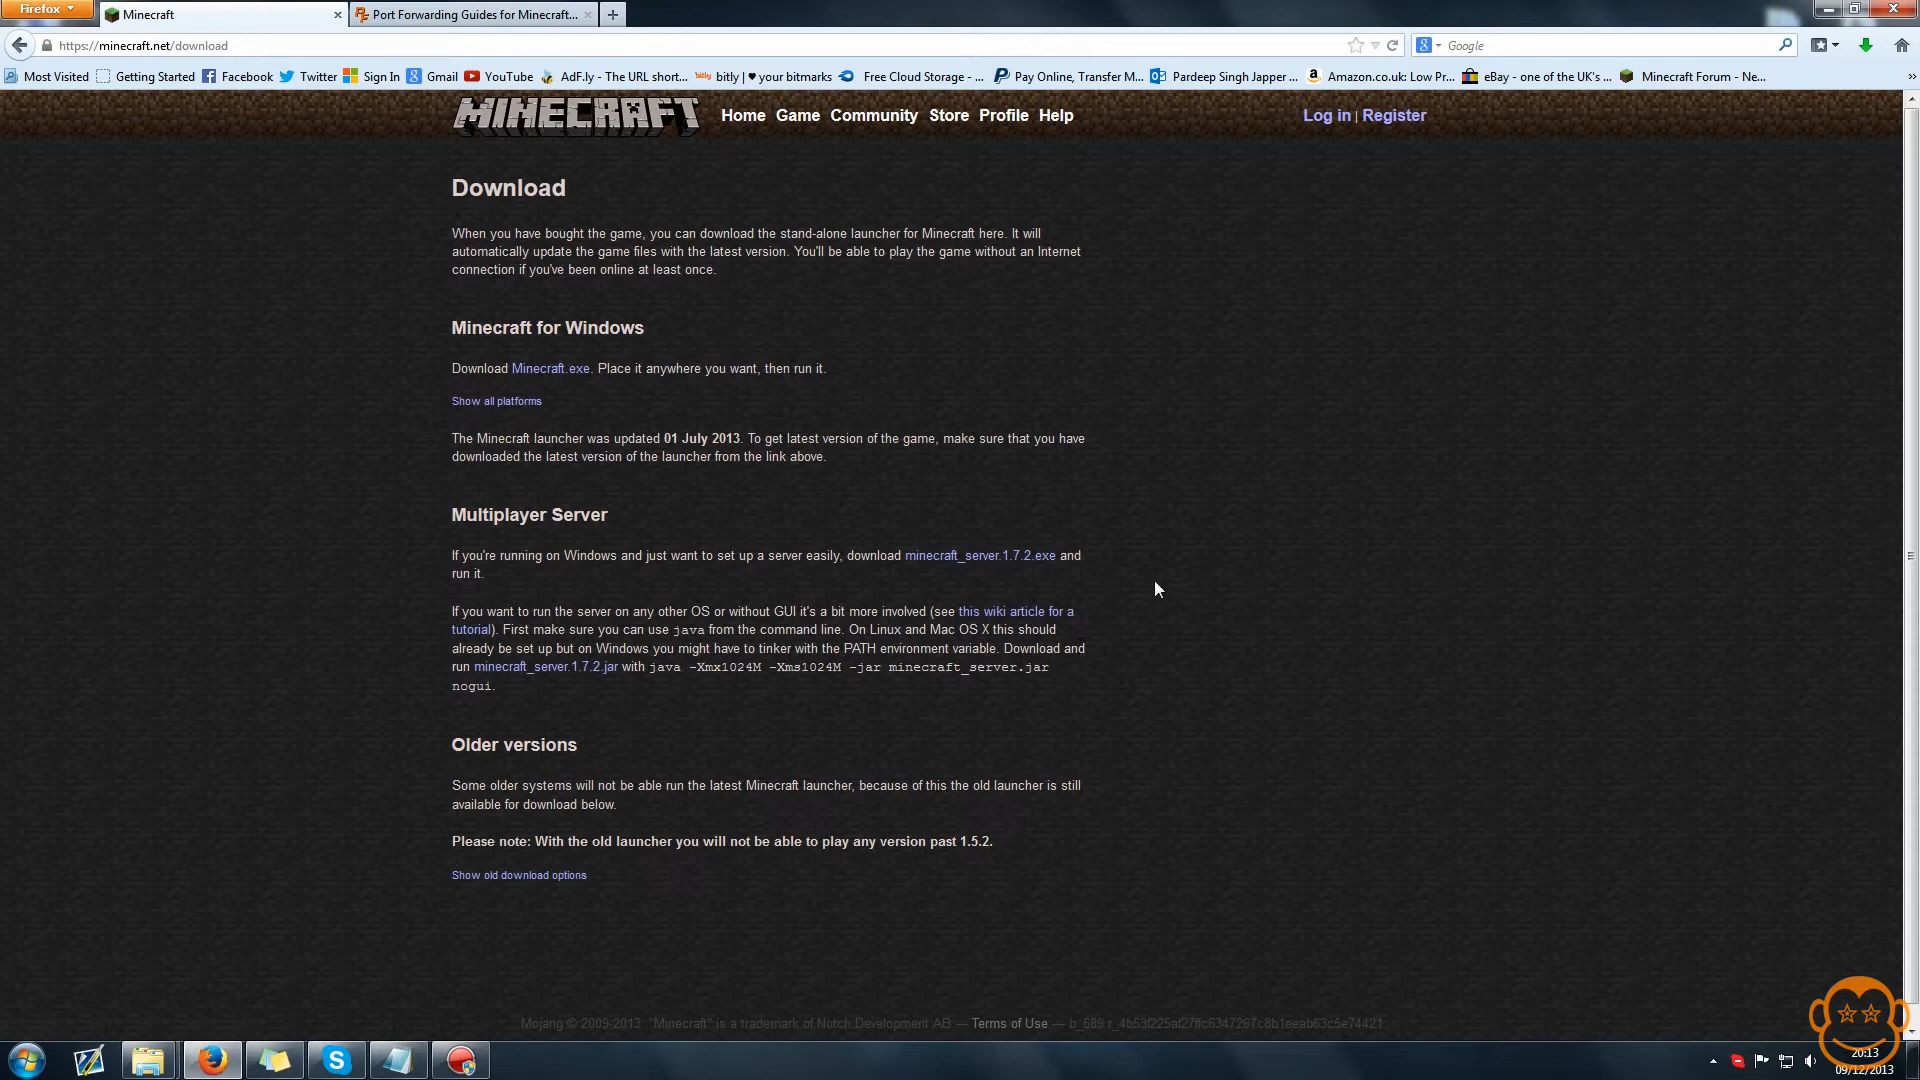 Firefox
Minecraft
Port Forwarding Guides for Minecraft...
https://minecraft.net/download
Google
Most Visited
Getting Started
Facebook
Twitter
Sign In
Gmail
YouTube
AdF.ly - The URL short...
bitly | ♥ your bitmarks
Free Cloud Storage - ...
Pay Online, Transfer M...
Pardeep Singh Japper ...
Amazon.co.uk: Low Pr...
eBay - one of the UK's ...
Minecraft Forum - Ne...
MINECRAFT
Home Game Community Store Profile Help
Log in | Register
Download
When you have bought the game, you can download the stand-alone launcher for Minecraft here. It will
automatically update the game files with the latest version. You'll be able to play the game without an Internet
connection if you've been online at least once.
Minecraft for Windows
Download Minecraft.exe. Place it anywhere you want, then run it.
Show all platforms
The Minecraft launcher was updated 01 July 2013. To get latest version of the game, make sure that you have
downloaded the latest version of the launcher from the link above.
Multiplayer Server
If you're running on Windows and just want to set up a server easily, download minecraft_server.1.7.2.exe and
run it.
If you want to run the server on any other OS or without GUI it's a bit more involved (see this wiki article for a
tutorial). First make sure you can use java from the command line. On Linux and Mac OS X this should
already be set up but on Windows you might have to tinker with the PATH environment variable. Download and
run minecraft_server.1.7.2.jar with java -Xmx1024M -Xms1024M -jar minecraft_server.jar
nogui.
Older versions
Some older systems will not be able run the latest Minecraft launcher, because of this the old launcher is still
available for download below.
Please note: With the old launcher you will not be able to play any version past 1.5.2.
Show old download options
Mojang © 2009-2013 "Minecraft" is a trademark of Notch Development AB — Terms of Use —
20:13
09/12/2013